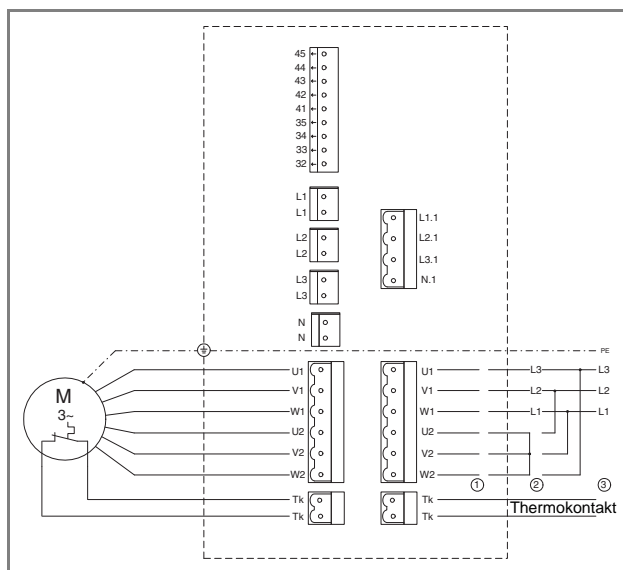 45
44
43
42
41
35
34
33
32
L1
L1
L1.1
L2
L2
L2.1
L3.1
L3
L3
N.1
N
N
PE
U1 U1 L3 L3
M
V1 V1 L2 L2
3~
W1 W1 L1 L1
U2 U2
V2 V2
W2 W2
1 2 3
Tk Tk
Thermokontakt
Tk Tk